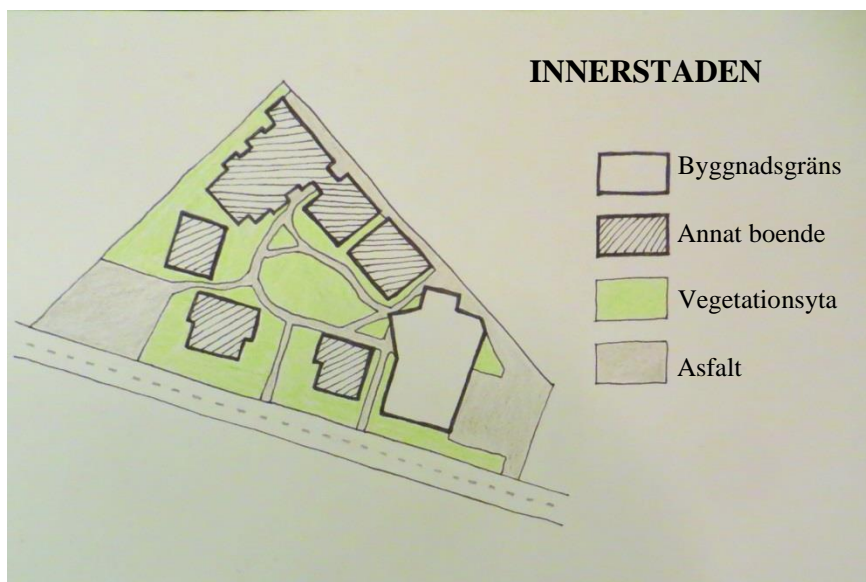 INNERSTADEN
Byggnadsgräns
Annat boende
Vegetationsyta
Asfalt